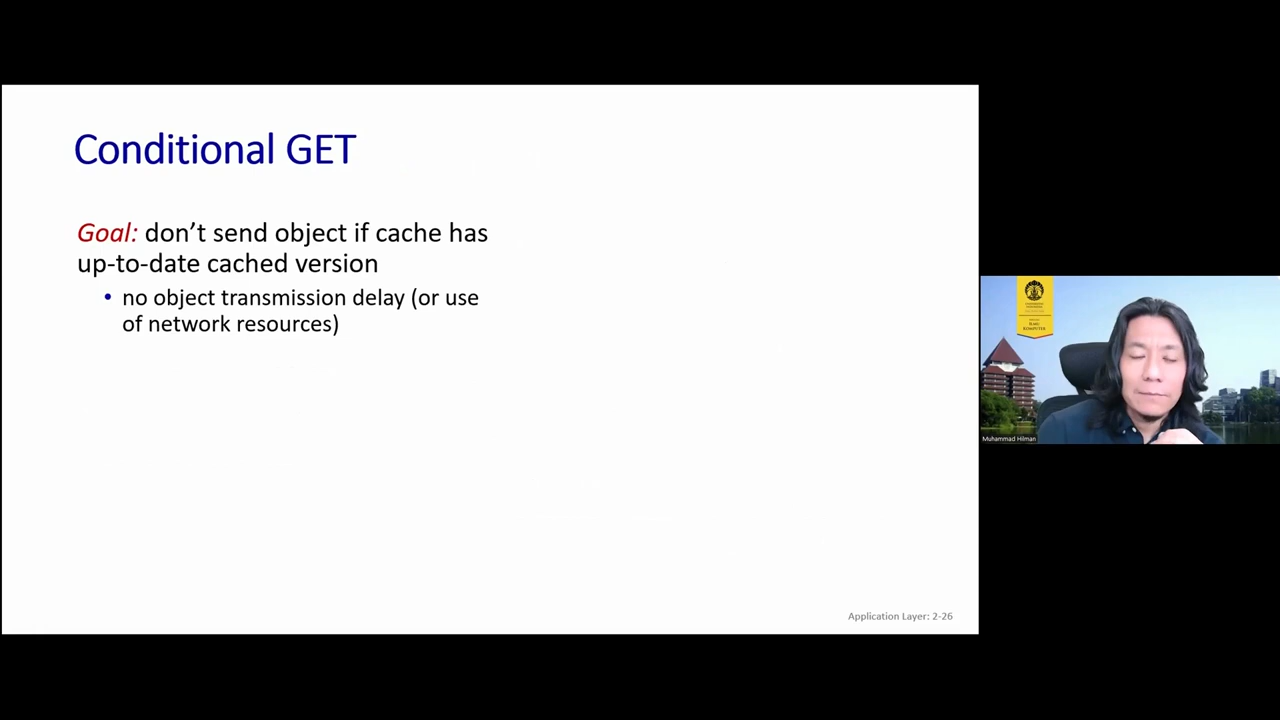 Conditional GET
Goal: don’t send object if cache has
up-to-date cached version
• no object transmission delay (or use
of network resources)
Application Layer: 2-26
Muhammad Hilman